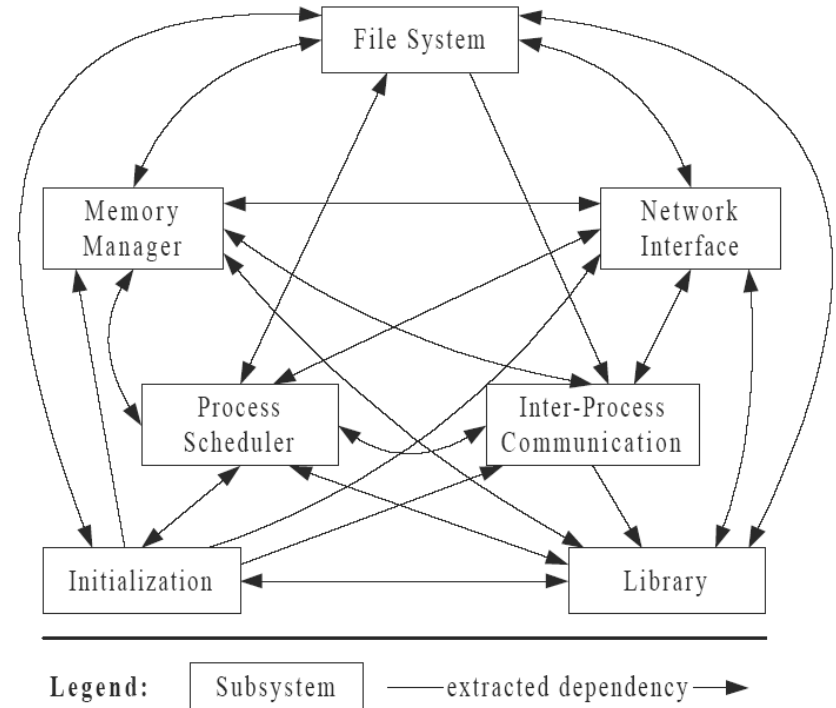 File System
Memory
Manager
Network
Interface
Process
Scheduler
Inter-Process
Communication
Initialization
Library
Legend:
Subsystem
extracted dependency